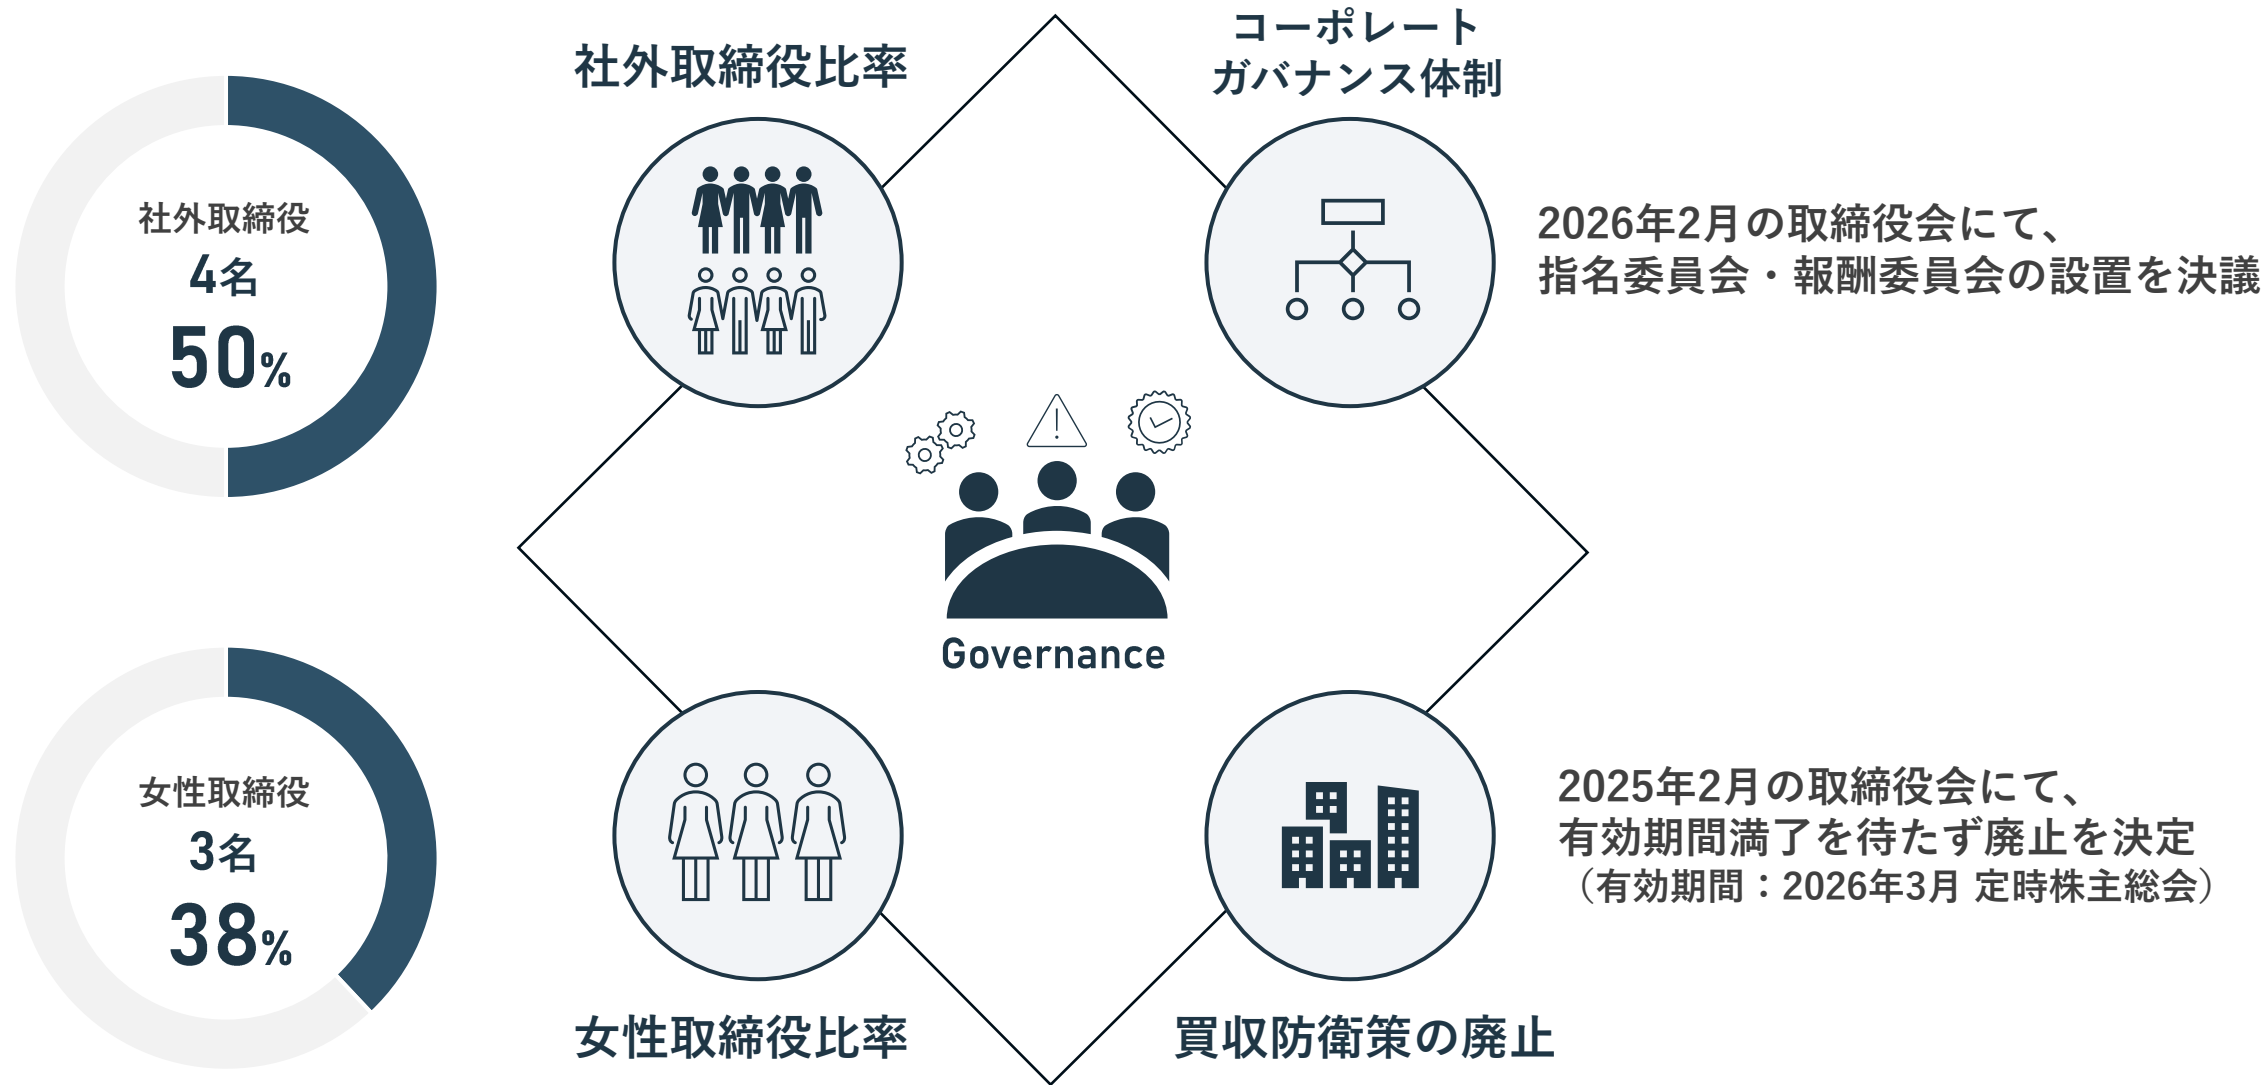 社外取締役比率
コーポレート
ガバナンス体制
社外取締役
4名
50%
2026年2月の取締役会にて、
指名委員会・報酬委員会の設置を決議
Governance
女性取締役
3名
38%
2025年2月の取締役会にて、
有効期間満了を待たず廃止を決定
（有効期間：2026年3月 定時株主総会）
女性取締役比率
買収防衛策の廃止